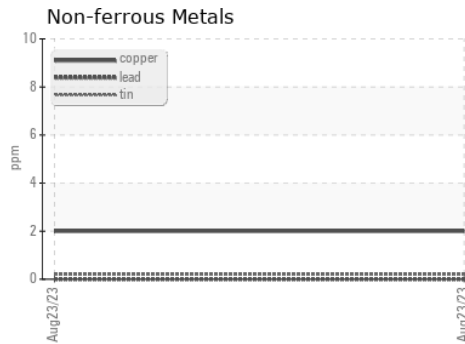 Non-ferrous Metals
10
copper
lead
tin
8
6
ppm
4
2
0
Aug23/23
Aug23/23